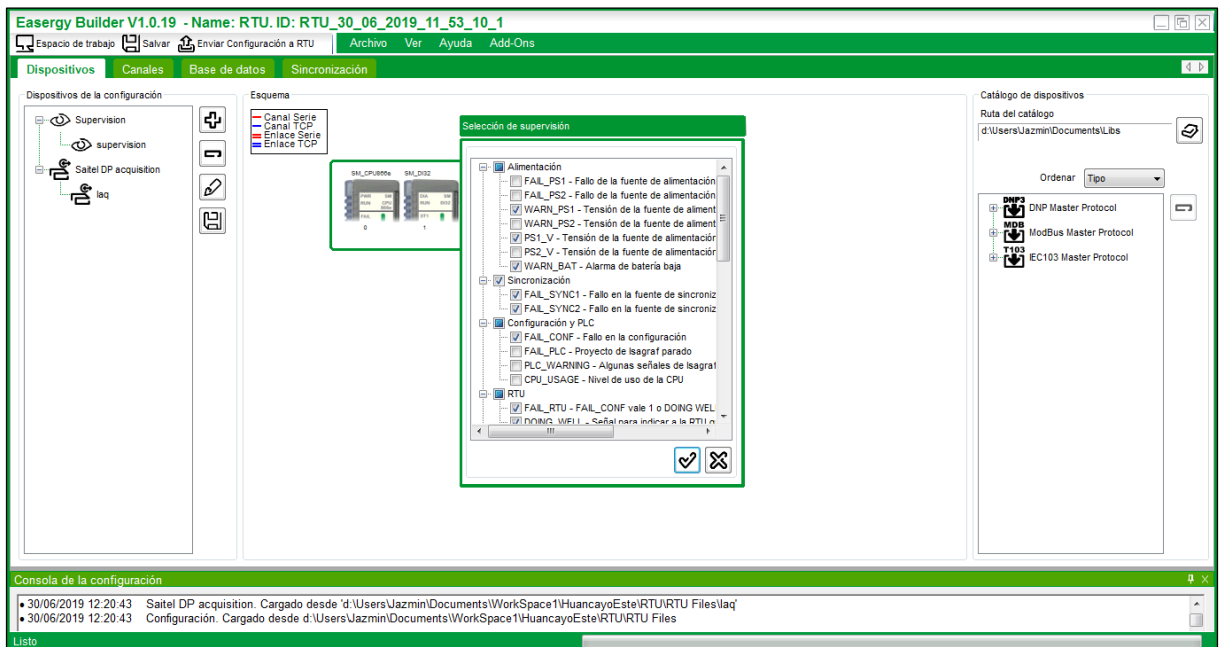 Easergy Builder V1.0.19 - Name: RTU. ID: RTU_30_06_2019_11_53_10_1
Espacio de trabajo Salvar Enviar Configuración a RTU Archivo Ver Ayuda Add-Ons
Dispositivos Canales Base de datos Sincronización
Dispositivos de la configuración
Supervision
supervision
Saitel DP acquisition
laq
Esquema
Canal Serie
Canal TCP
Enlace Serie
Enlace TCP
SM_CPU866e SM_DI32
0 1
Selección de supervisión
Alimentación
FAIL_PS1 - Fallo de la fuente de alimentación
FAIL_PS2 - Fallo de la fuente de alimentación
WARN_PS1 - Tensión de la fuente de aliment
WARN_PS2 - Tensión de la fuente de aliment
PS1_V - Tensión de la fuente de alimentación
PS2_V - Tensión de la fuente de alimentación
WARN_BAT - Alarma de batería baja
Sincronización
FAIL_SYNC1 - Fallo en la fuente de sincroniz
FAIL_SYNC2 - Fallo en la fuente de sincroniz
Configuración y PLC
FAIL_CONF - Fallo en la configuración
FAIL_PLC - Proyecto de Isagraf parado
PLC_WARNING - Algunas señales de Isagraf
CPU_USAGE - Nivel de uso de la CPU
RTU
FAIL_RTU - FAIL_CONF vale 1 o DOING WEL
DOING_WELL - Señal para indicar a la RTU q
Catálogo de dispositivos
Ruta del catálogo
d:\Users\Jazmin\Documents\Libs
Ordenar Tipo
DNP3 DNP Master Protocol
MDB ModBus Master Protocol
T103 IEC103 Master Protocol
Consola de la configuración
• 30/06/2019 12:20:43 Saitel DP acquisition. Cargado desde 'd:\Users\Jazmin\Documents\WorkSpace1\HuancayoEste\RTU\RTU Files\laq'
• 30/06/2019 12:20:43 Configuración. Cargado desde d:\Users\Jazmin\Documents\WorkSpace1\HuancayoEste\RTU\RTU Files
Listo